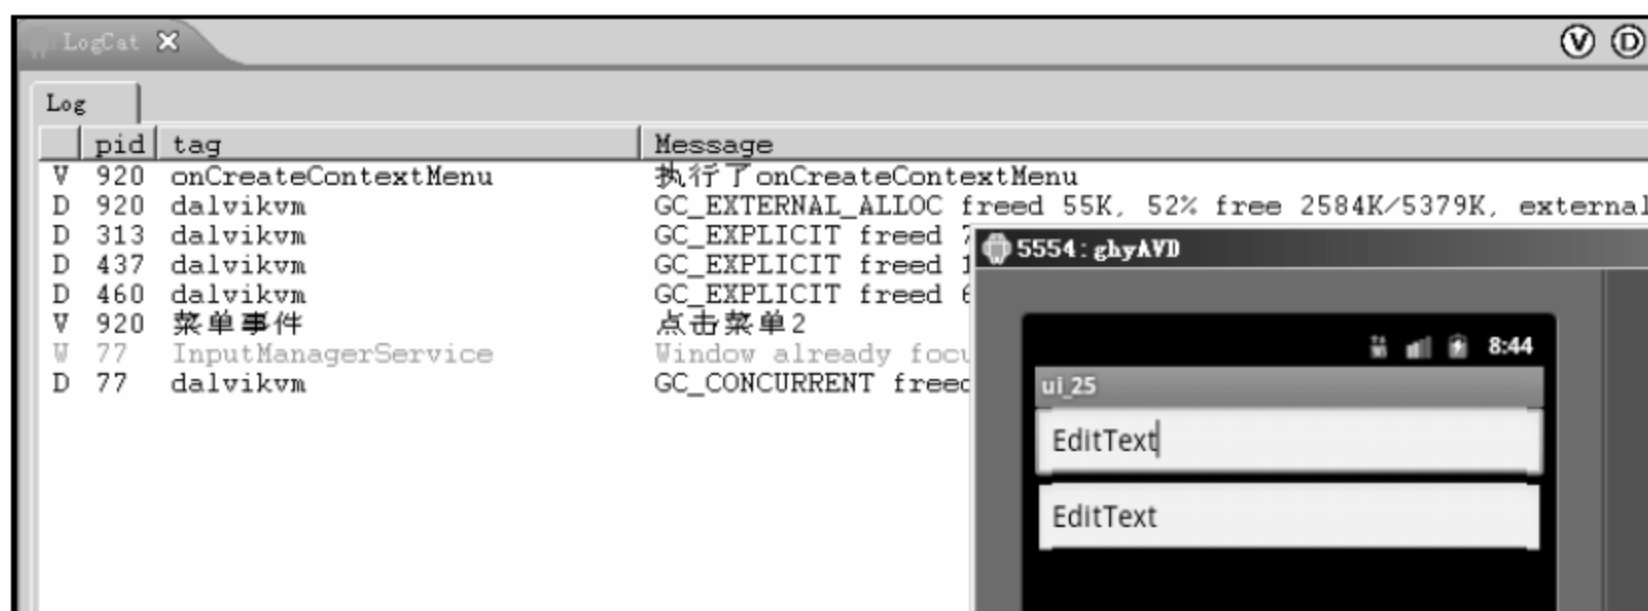 LogCat
V D
Log
pid tag Message
V 920 onCreateContextMenu 执行了onCreateContextMenu
D 920 dalvikvm GC_EXTERNAL_ALLOC freed 55K, 52% free 2584K/5379K, external
D 313 dalvikvm GC_EXPLICIT freed
D 437 dalvikvm GC_EXPLICIT freed
D 460 dalvikvm GC_EXPLICIT freed 6
V 920 菜单事件 点击菜单2
W 77 InputManagerService Window already focu
D 77 dalvikvm GC_CONCURRENT freed
5554:ghyAVD
8:44
ui_25
EditText
EditText